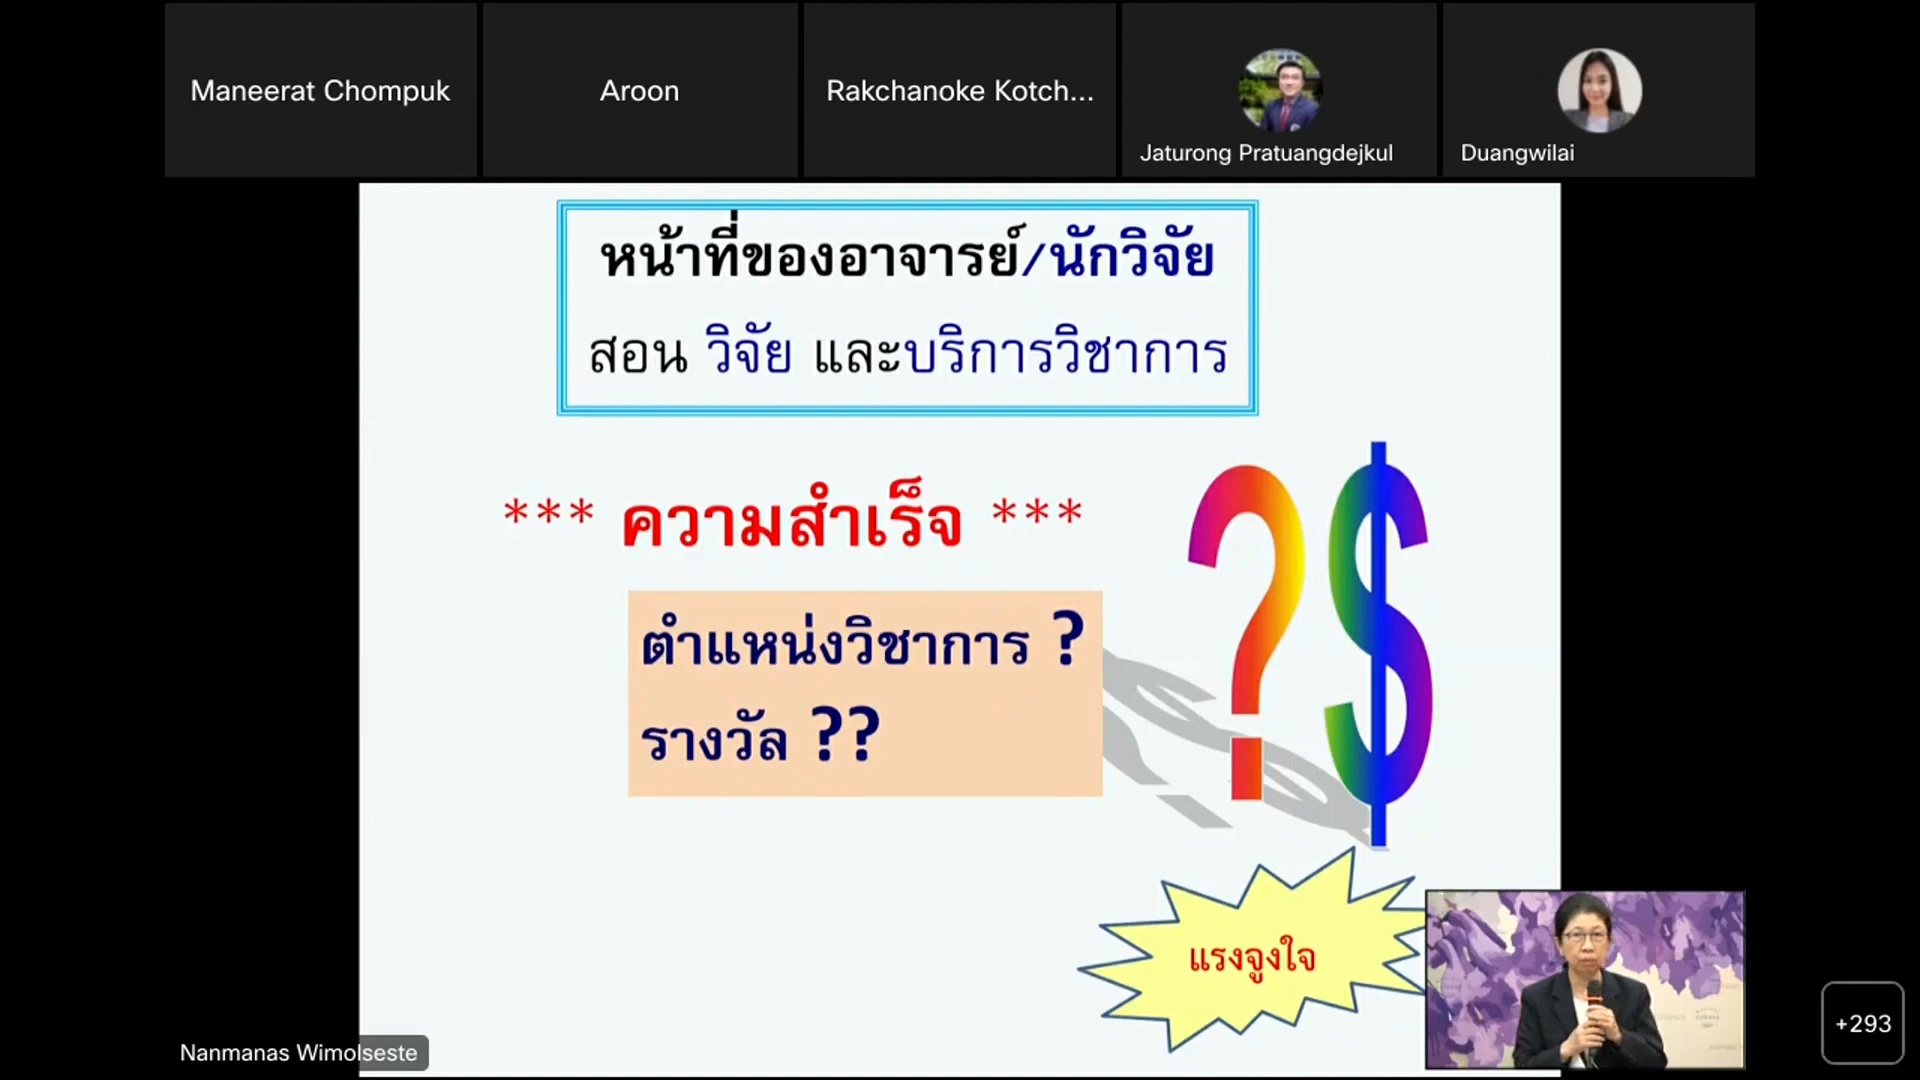 Maneerat Chompuk
Aroon
Rakchanoke Kotch...
Jaturong Pratuangdejkul
Duangwilai
หน้าที่ของอาจารย์/นักวิจัย
สอน วิจัย และบริการวิชาการ
*** ความสำเร็จ ***
? $
ตำแหน่งวิชาการ ?
รางวัล ??
แรงจูงใจ
Nanmanas Wimolseste
+293